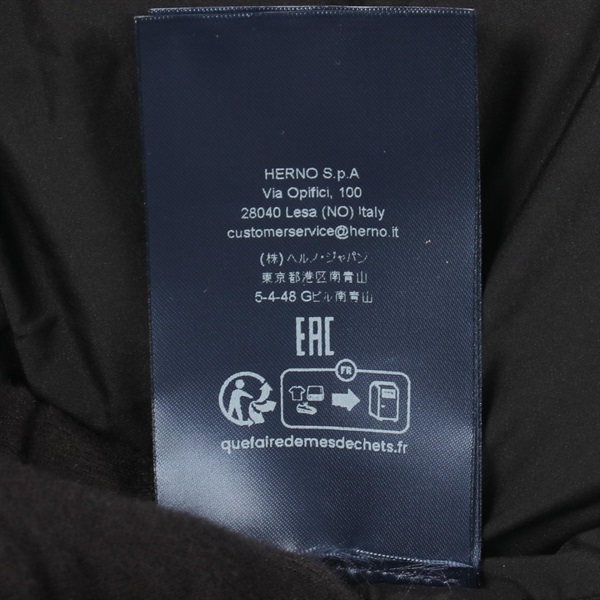 HERNO S.p.A
Via Opifici, 100
28040 Lesa (NO) Italy
customerservice@herno.it
(株) ヘルノ・ジャパン
東京都港区南青山
5-4-48 Gビル南青山
EAC
FR
quefairedemesdechets.fr